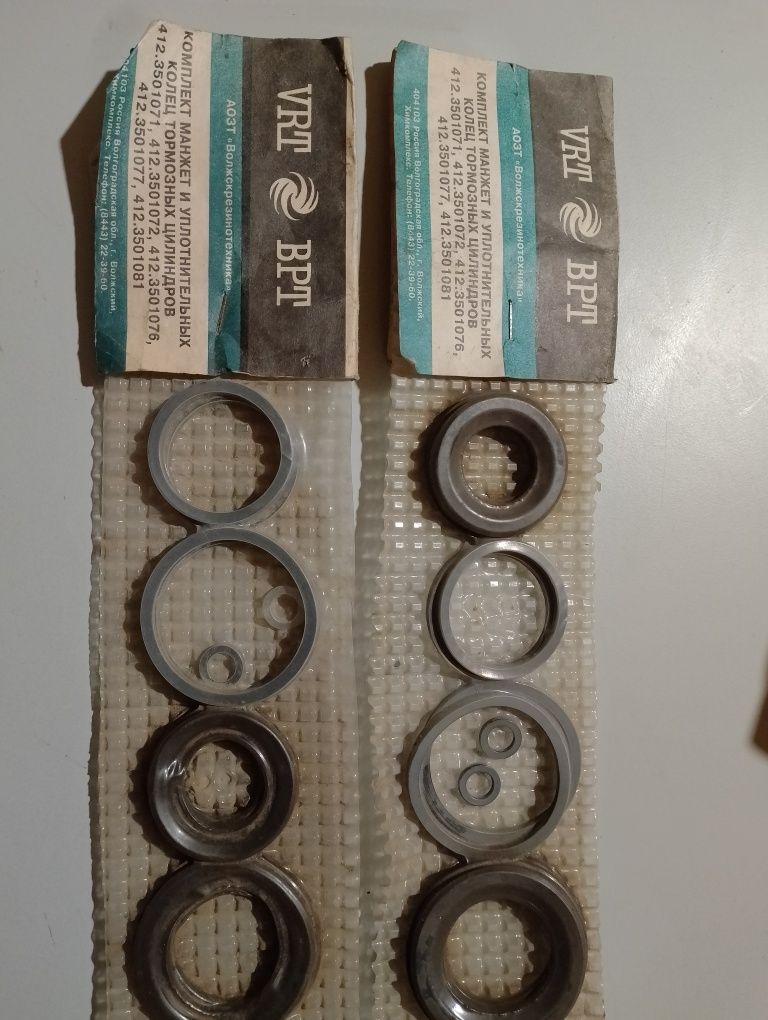 VRT BPT
АОЗТ «Волжскрезинотехника»
КОМПЛЕКТ МАНЖЕТ И УПЛОТНИТЕЛЬНЫХ
КОЛЕЦ ТОРМОЗНЫХ ЦИЛИНДРОВ
412.3501071, 412.3501072, 412.3501076,
412.3501077, 412.3501081
404103 Россия Волгоградская обл., г. Волжский,
Химкомплекс. Телефон: (8443) 22-39-60.
VRT ВРТ
АОЗТ «Волжскрезинотехника»
КОМПЛЕКТ МАНЖЕТ И УПЛОТНИТЕЛЬНЫХ
КОЛЕЦ ТОРМОЗНЫХ ЦИЛИНДРОВ
412.3501071, 412.3501072, 412.3501076,
412.3501077, 412.3501081
404103 Россия Волгоградская обл., г. Волжский,
Химкомплекс. Телефон: (8443) 22-39-60.